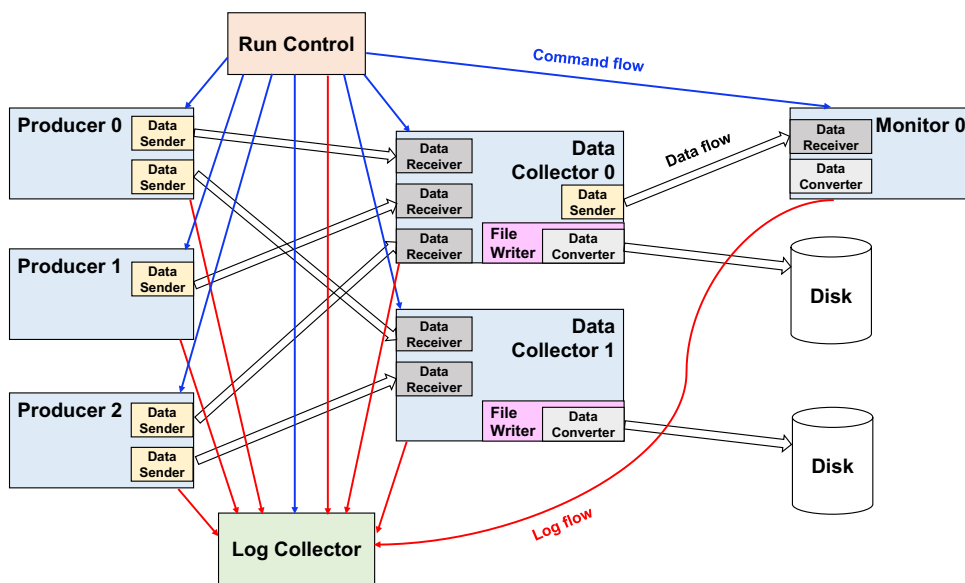 Run Control
Command flow
Producer 0
Data
Sender
Data
Sender
Data
Receiver
Data
Receiver
Data
Receiver
Data
Collector 0
Data
Sender
File
Writer
Data
Converter
Data flow
Monitor 0
Data
Receiver
Data
Converter
Producer 1
Data
Sender
Disk
Data
Receiver
Data
Receiver
Data
Collector 1
File
Writer
Data
Converter
Producer 2
Data
Sender
Data
Sender
Disk
Log Collector
Log flow